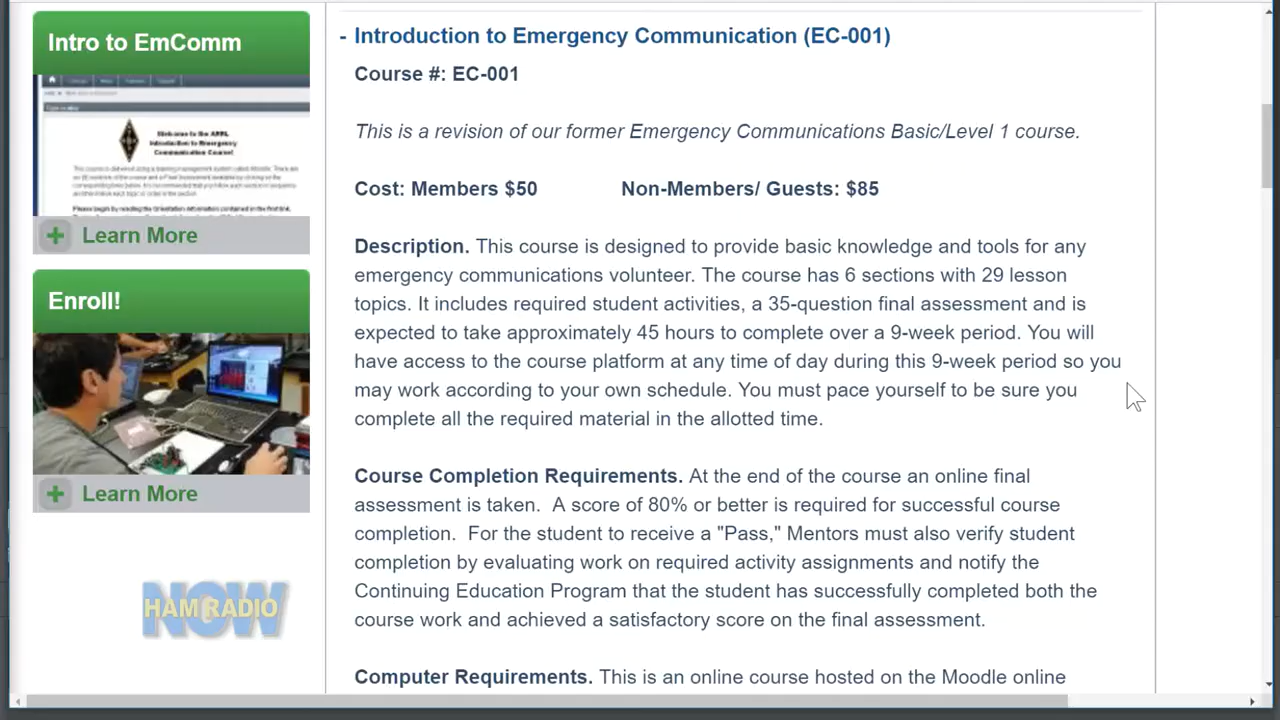 Intro to EmComm
Welcome to the ARRL
Introduction to Emergency
Communication Course!
Learn More
Enroll!
Learn More
HAM RADIO
NOW
- Introduction to Emergency Communication (EC-001)
Course #: EC-001
This is a revision of our former Emergency Communications Basic/Level 1 course.
Cost: Members $50 Non-Members/ Guests: $85
Description. This course is designed to provide basic knowledge and tools for any
emergency communications volunteer. The course has 6 sections with 29 lesson
topics. It includes required student activities, a 35-question final assessment and is
expected to take approximately 45 hours to complete over a 9-week period. You will
have access to the course platform at any time of day during this 9-week period so you
may work according to your own schedule. You must pace yourself to be sure you
complete all the required material in the allotted time.
Course Completion Requirements. At the end of the course an online final
assessment is taken. A score of 80% or better is required for successful course
completion. For the student to receive a "Pass," Mentors must also verify student
completion by evaluating work on required activity assignments and notify the
Continuing Education Program that the student has successfully completed both the
course work and achieved a satisfactory score on the final assessment.
Computer Requirements. This is an online course hosted on the Moodle online